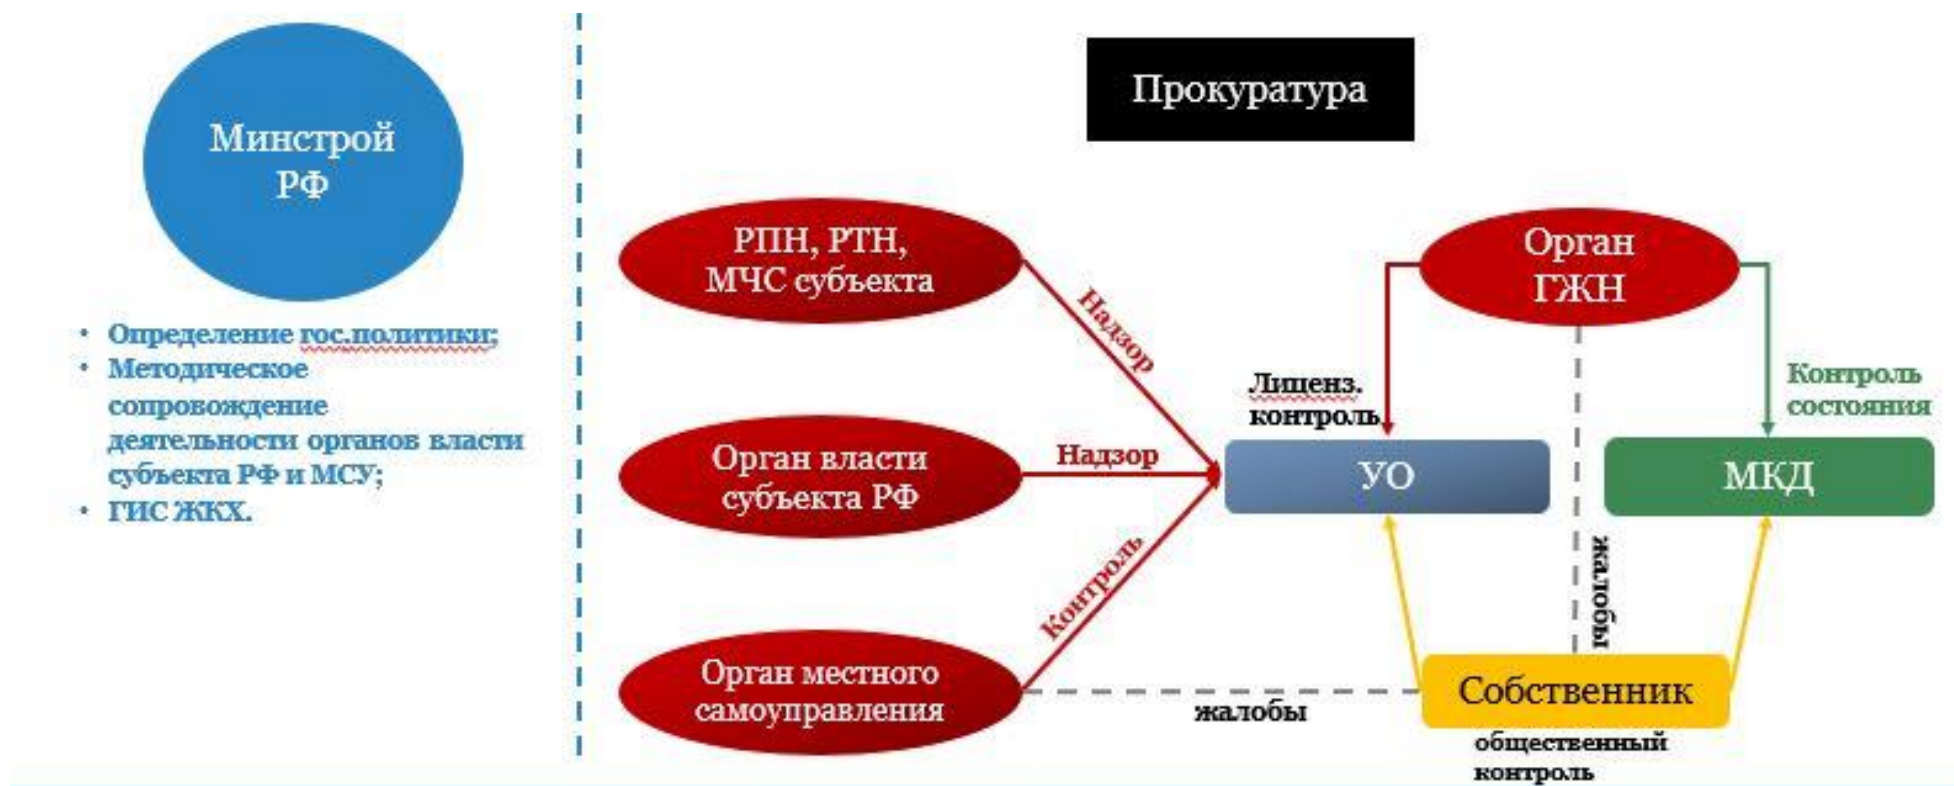 Минстрой
РФ
• Определение гос.политики;
• Методическое
сопровождение
деятельности органов власти
субъекта РФ и МСУ;
• ГИС ЖКХ.
Прокуратура
РПН, РТН,
МЧС субъекта
Надзор
Орган
ГЖН
Лиценз.
контроль
Контроль
состояния
Орган власти
субъекта РФ
Надзор
УО
МКД
Контроль
жалобы
Орган местного
самоуправления
жалобы
Собственник
общественный
контроль